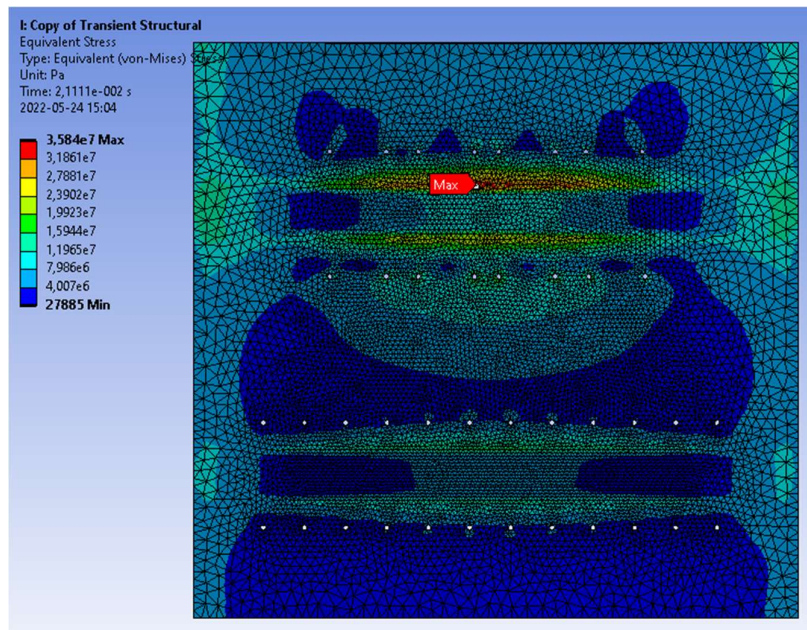 I: Copy of Transient Structural
Equivalent Stress
Type: Equivalent (von-Mises) Stress
Unit: Pa
Time: 2,1111e-002 s
2022-05-24 15:04
3,584e7 Max
3,1861e7
2,7881e7
2,3902e7
1,9923e7
1,5944e7
1,1965e7
7,986e6
4,007e6
27885 Min
Max